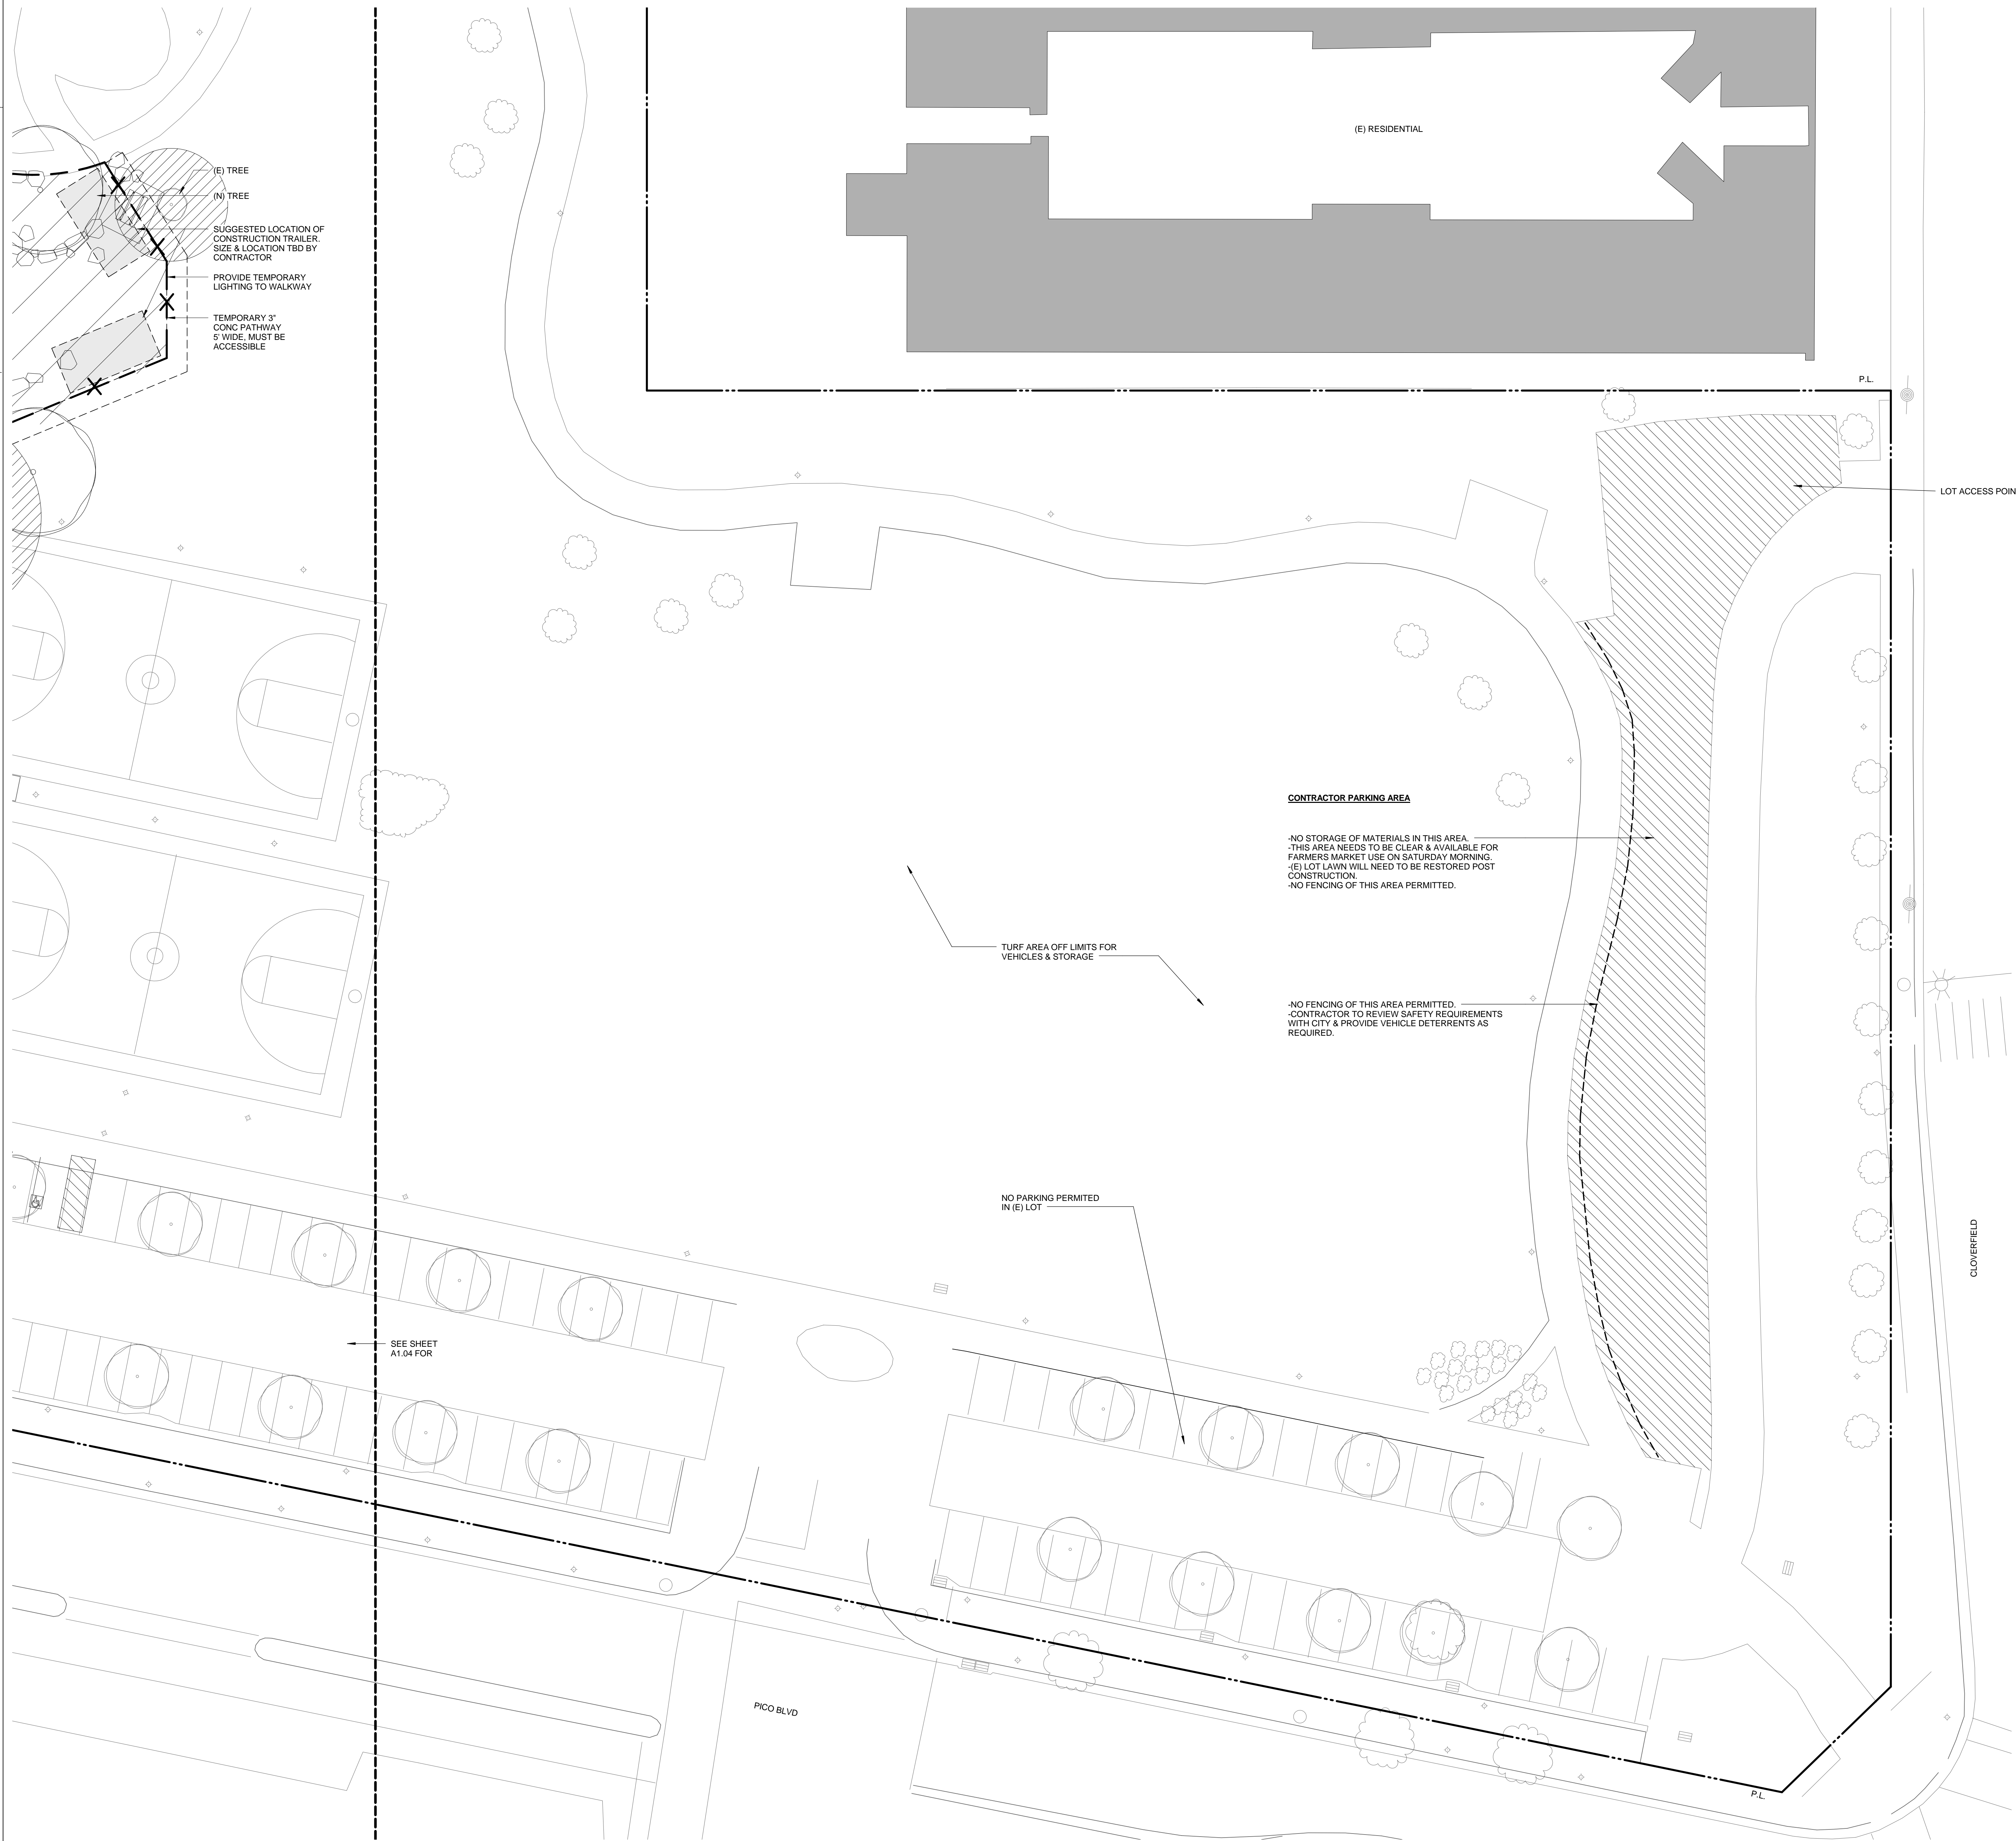 (E) RESIDENTIAL
(E) TREE
(N) TREE
SUGGESTED LOCATION OF
CONSTRUCTION TRAILER.
SIZE & LOCATION TBD BY
CONTRACTOR
PROVIDE TEMPORARY
LIGHTING TO WALKWAY
TEMPORARY 3"
CONC PATHWAY
5' WIDE, MUST BE
ACCESSIBLE
P.L.
LOT ACCESS POIN
CONTRACTOR PARKING AREA
-NO STORAGE OF MATERIALS IN THIS AREA.
-THIS AREA NEEDS TO BE CLEAR & AVAILABLE FOR
FARMERS MARKET USE ON SATURDAY MORNING.
-(E) LOT LAWN WILL NEED TO BE RESTORED POST
CONSTRUCTION.
-NO FENCING OF THIS AREA PERMITTED.
TURF AREA OFF LIMITS FOR
VEHICLES & STORAGE
-NO FENCING OF THIS AREA PERMITTED.
-CONTRACTOR TO REVIEW SAFETY REQUIREMENTS
WITH CITY & PROVIDE VEHICLE DETERRENTS AS
REQUIRED.
NO PARKING PERMITED
IN (E) LOT
CLOVERFIELD
SEE SHEET
A1.04 FOR
PICO BLVD
P.L.